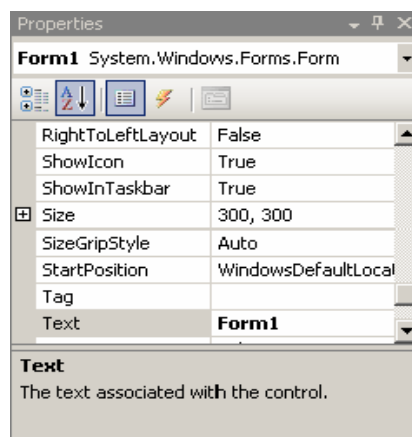 Properties
Form1 System.Windows.Forms.Form
RightToLeftLayout False
ShowIcon True
ShowInTaskbar True
Size 300, 300
SizeGripStyle Auto
StartPosition WindowsDefaultLocat
Tag
Text Form1
Text
The text associated with the control.